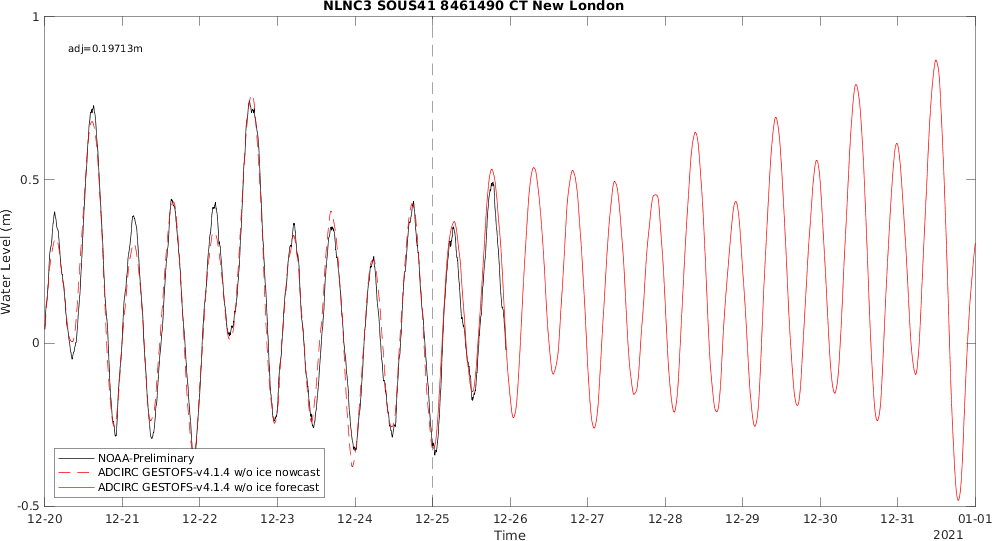 NLNC3 SOUS41 8461490 CT New London
adj=0.19713m
Water Level (m)
1
0.5
0
-0.5
NOAA-Preliminary
ADCIRC GESTOFS-v4.1.4 w/o ice nowcast
ADCIRC GESTOFS-v4.1.4 w/o ice forecast
12-20 12-21 12-22 12-23 12-24 12-25 12-26 12-27 12-28 12-29 12-30 12-31 01-01
Time
2021